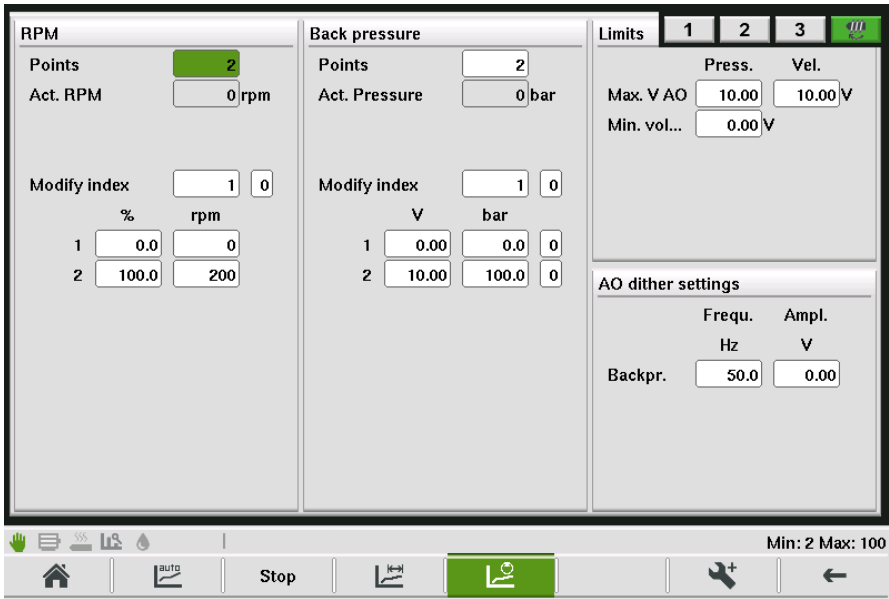 RPM
Points 2
Act. RPM 0 rpm
Modify index 1 0
% rpm
1 0.0 0
2 100.0 200
Back pressure
Points 2
Act. Pressure 0 bar
Modify index 1 0
V bar
1 0.00 0.0 0
2 10.00 100.0 0
Limits 1 2 3
Press. Vel.
Max. V AO 10.00 10.00 V
Min. vol... 0.00 V
AO dither settings
Frequ. Ampl.
Hz V
Backpr. 50.0 0.00
Min: 2 Max: 100
auto
Stop